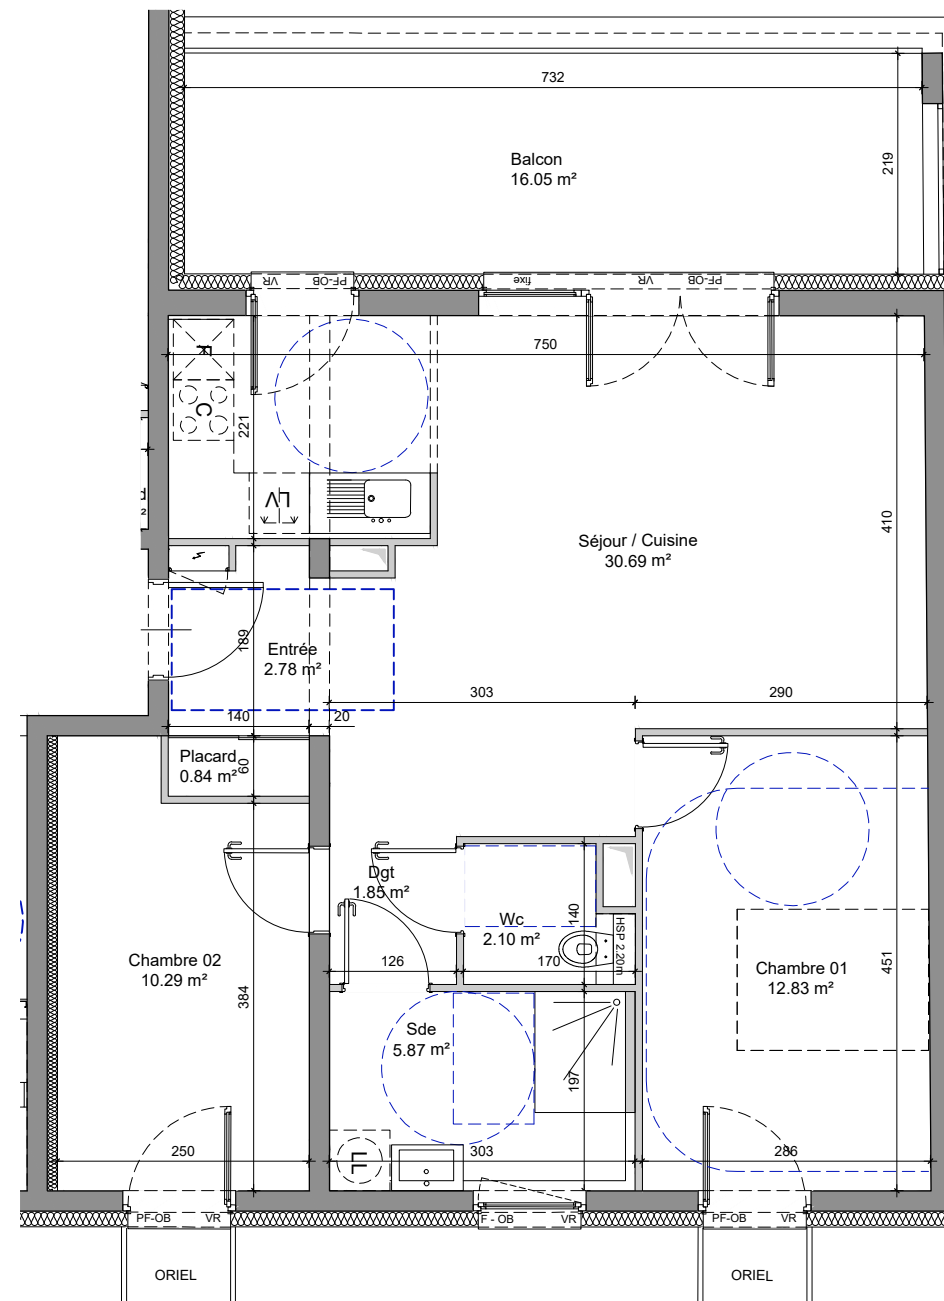 732
Balcon
16.05 m²
219
VR
PF-OB
fixe
VR
PF-OB
750
F
C
221
LV
410
Séjour / Cuisine
30.69 m²
189
Entrée
2.78 m²
303
290
140
20
Placard
0.84 m²
60
Dgt
1.85 m²
Wc
2.10 m²
140
HSP 2.20m
126
170
Chambre 02
10.29 m²
384
Chambre 01
12.83 m²
451
Sde
5.87 m²
197
LL
250
303
286
PF-OB
VR
F - OB
VR
PF-OB
VR
ORIEL
ORIEL